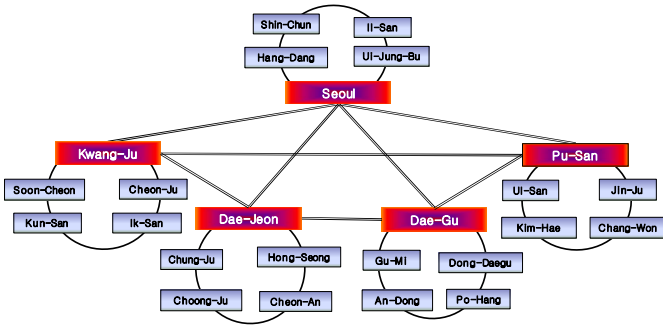 Shin-Chun
Il-San
Hang-Dang
Ui-Jung-Bu
Seoul
Kwang-Ju
Pu-San
Soon-Cheon
Cheon-Ju
Kun-San
Ik-San
Ul-San
Jin-Ju
Kim-Hae
Chang-Won
Dae-Jeon
Dae-Gu
Chung-Ju
Hong-Seong
Choong-Ju
Cheon-An
Gu-Mi
Dong-Daegu
An-Dong
Po-Hang